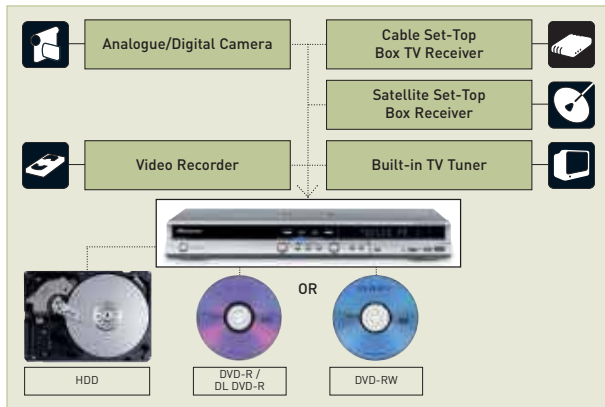 Analogue/Digital Camera
Cable Set-Top
Box TV Receiver
Satellite Set-Top
Box Receiver
Video Recorder
Built-in TV Tuner
OR
HDD
DVD-R /
DL DVD-R
DVD-RW